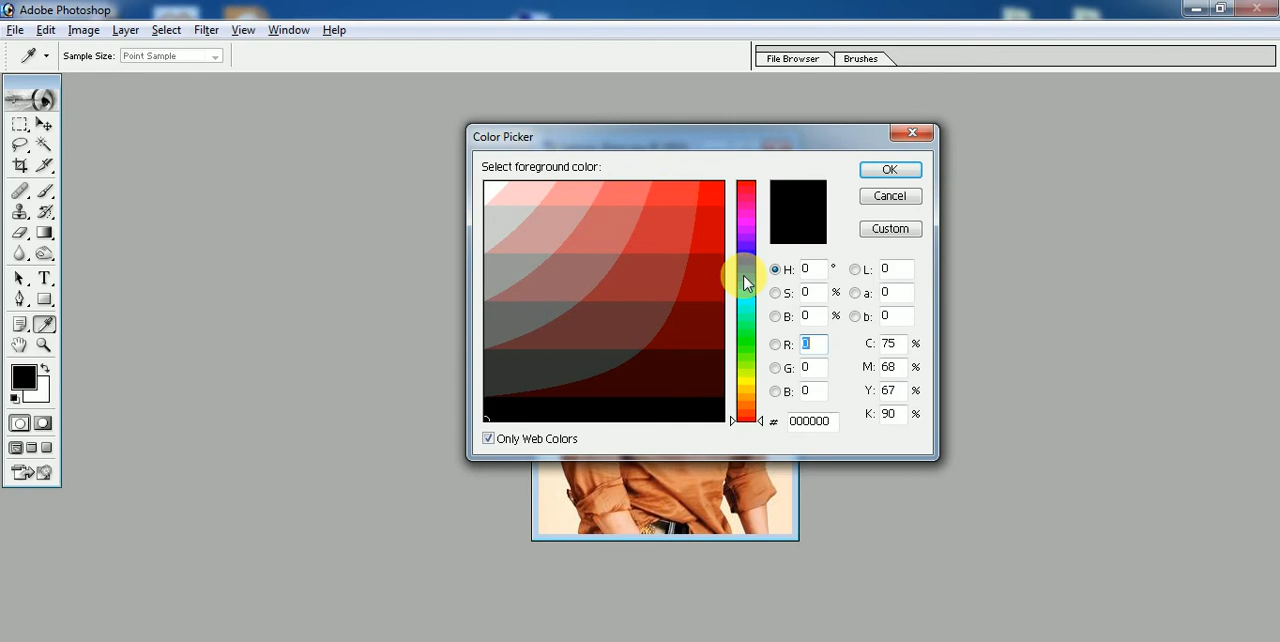 Adobe Photoshop
File Edit Image Layer Select Filter View Window Help
Sample Size: Point Sample
File Browser Brushes
Color Picker
Select foreground color:
OK
Cancel
Custom
H: 0 ° L: 0
S: 0 % a: 0
B: 0 % b: 0
R: 0 C: 75 %
G: 0 M: 68 %
B: 0 Y: 67 %
K: 90 %
# 000000
Only Web Colors
T